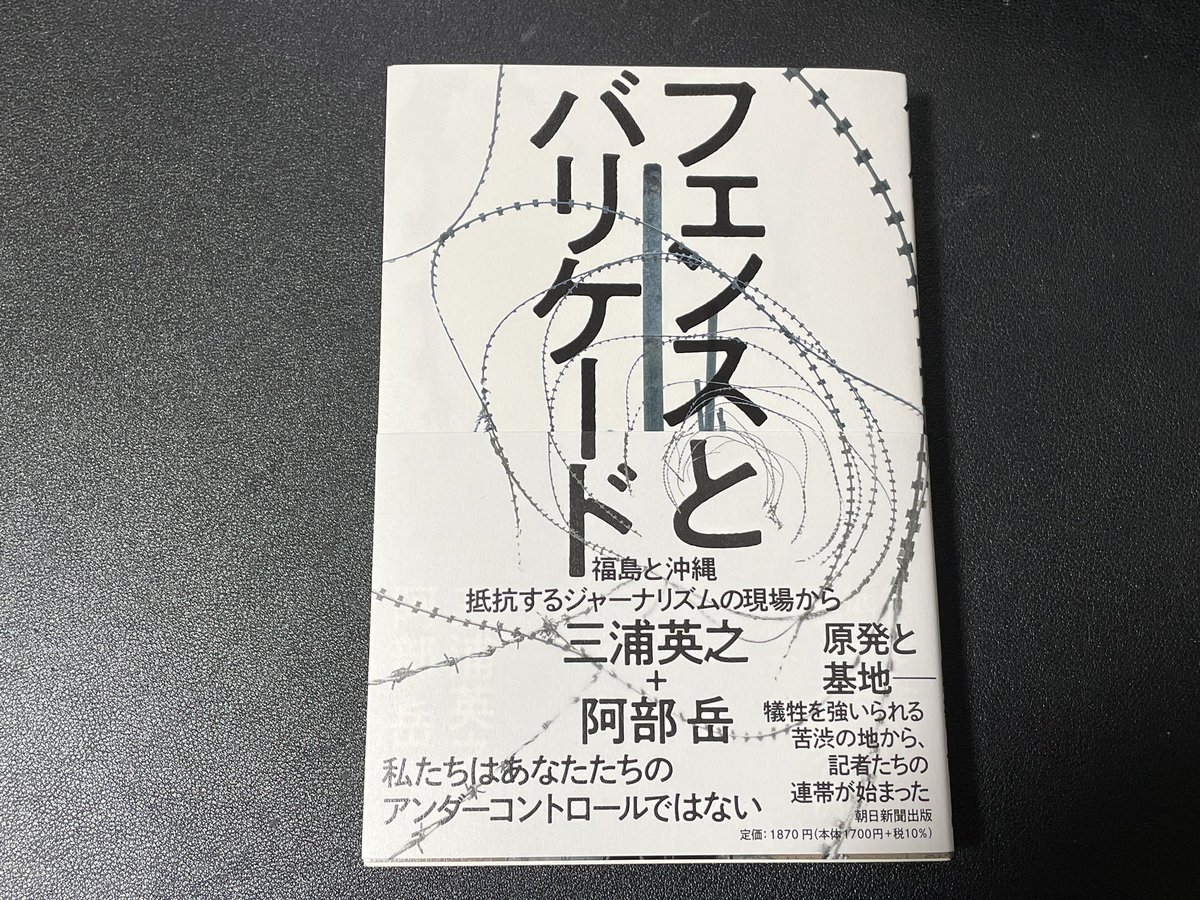 フェンスと
バリケード
福島と沖縄
抵抗するジャーナリズムの現場から
三浦英之
+
阿部 岳
原発と
基地──
犠牲を強いられる
苦渋の地から、
記者たちの
連帯が始まった
私たちはあなたたちの
アンダーコントロールではない
朝日新聞出版
定価：1870円（本体1700円+税10%）